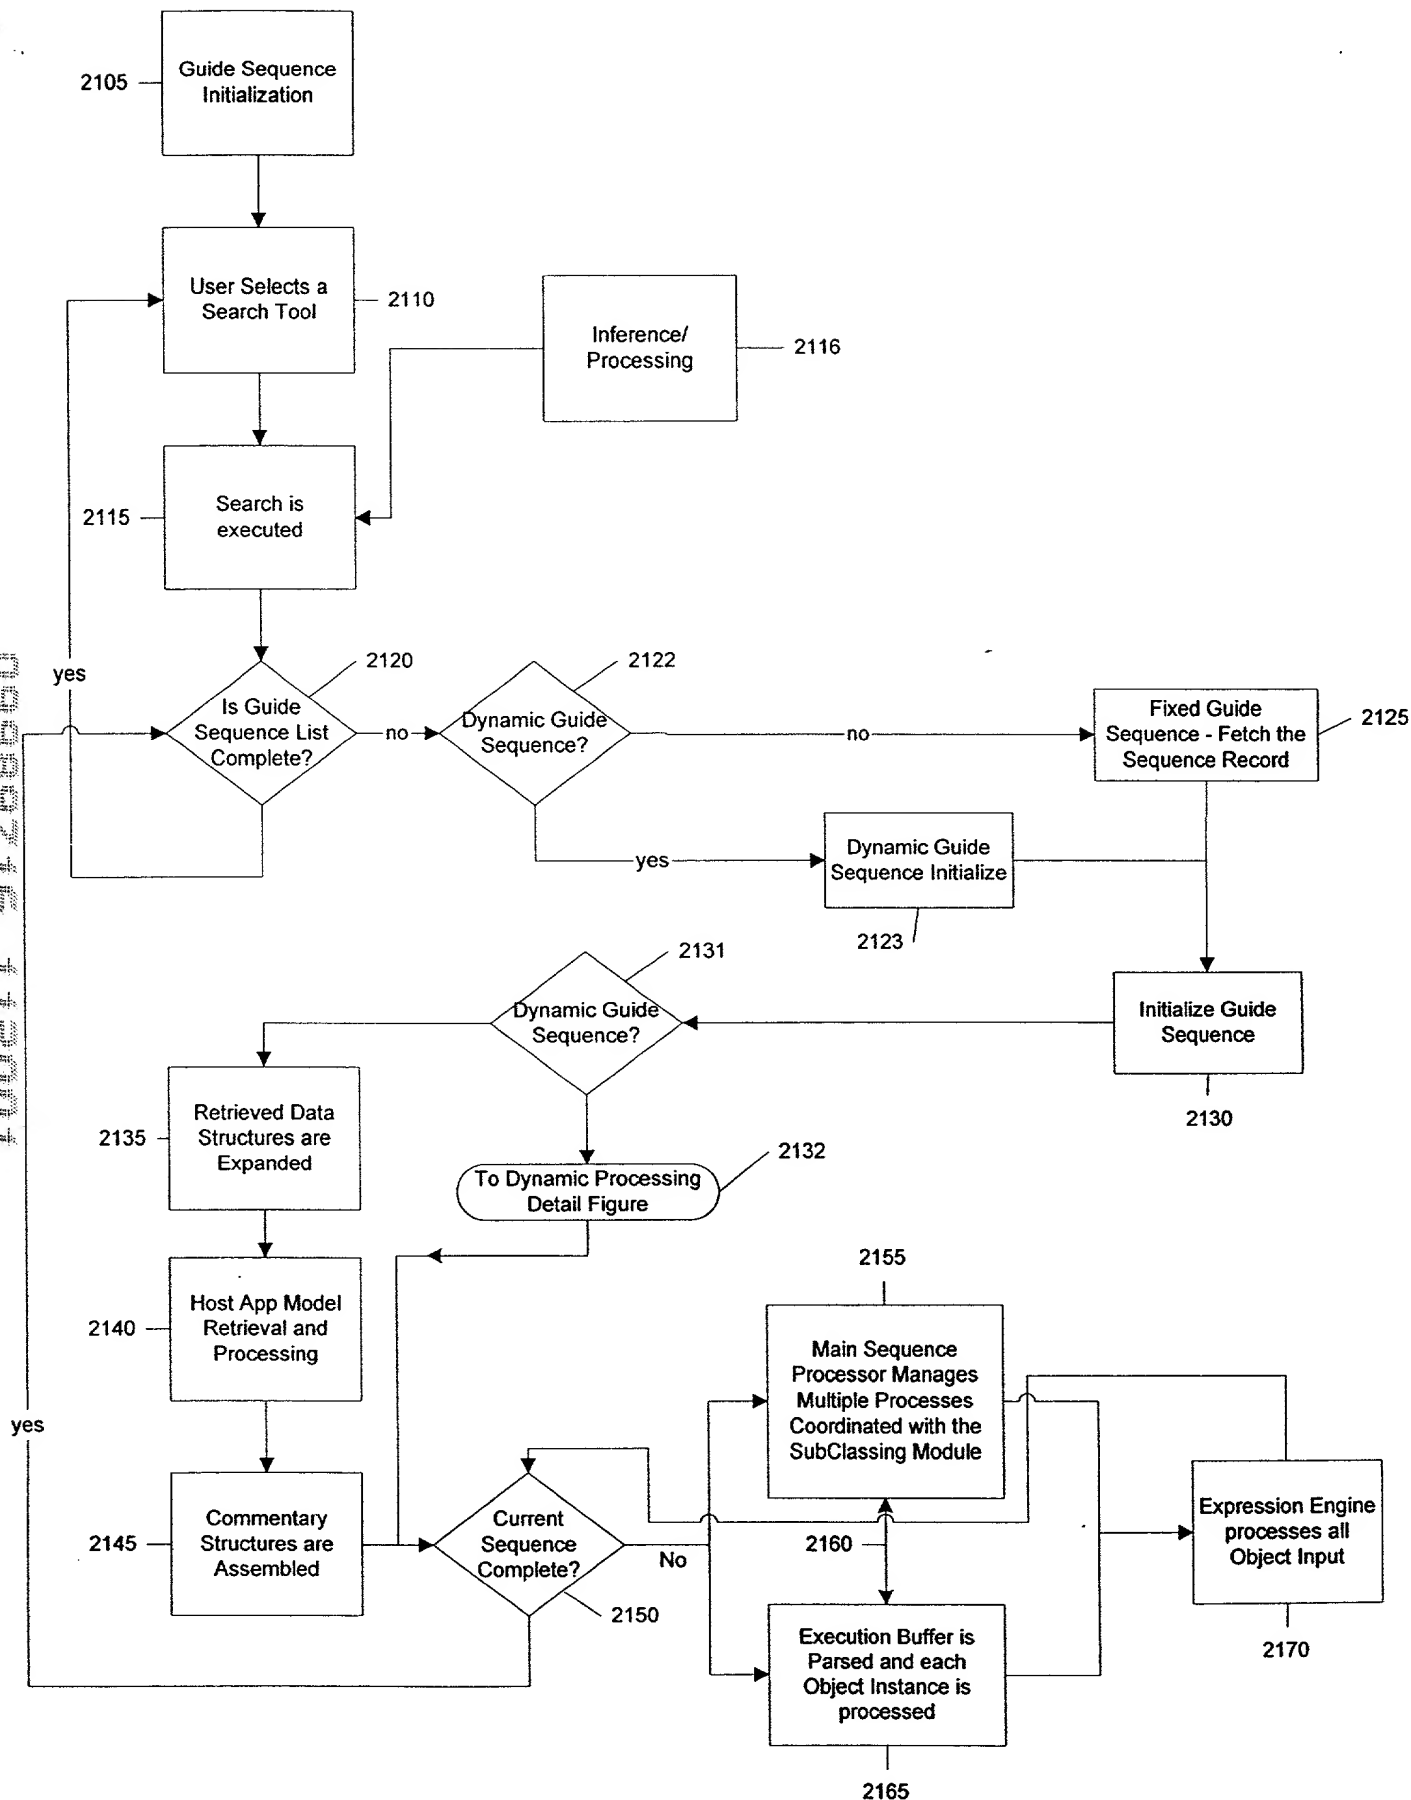 Guide Sequence
Initialization
2105
User Selects a
Search Tool
2110
Inference/
Processing
2116
Search is
executed
2115
yes
2120
Is Guide
Sequence List
Complete?
no
2122
Dynamic Guide
Sequence?
no
Fixed Guide
Sequence - Fetch the
Sequence Record
2125
yes
Dynamic Guide
Sequence Initialize
2123
2131
Dynamic Guide
Sequence?
Initialize Guide
Sequence
2130
Retrieved Data
Structures are
Expanded
2135
2132
To Dynamic Processing
Detail Figure
Host App Model
Retrieval and
Processing
2140
2155
Main Sequence
Processor Manages
Multiple Processes
Coordinated with the
SubClassing Module
yes
Commentary
Structures are
Assembled
2145
Current
Sequence
Complete?
2150
No
2160
Expression Engine
processes all
Object Input
2170
Execution Buffer is
Parsed and each
Object Instance is
processed
2165